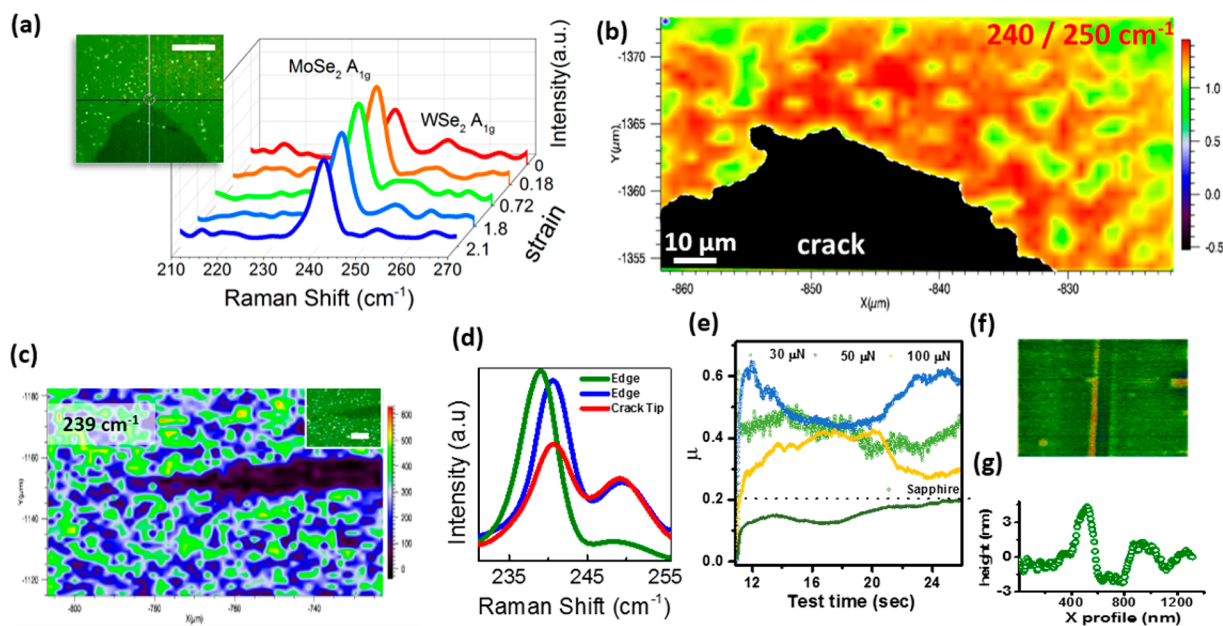 (a)
MoSe2 A1g
WSe2 A1g
Intensity(a.u.)
0
0.18
0.72
1.8
2.1
strain
210 220 230 240 250 260 270
Raman Shift (cm-1)
(b)
240 / 250 cm-1
-1370
-1365
-1360
-1354
Y(µm)
crack
10 µm
-860 -850 -840 -830
X(µm)
1.0
0.5
0.0
-0.5
(c)
239 cm-1
-1180
-1160
-1140
-1120
Y(µm)
-800 -780 -760 -740
X(µm)
600
500
400
300
200
100
0
(d)
Edge
Edge
Crack Tip
Intensity (a.u)
235 245 255
Raman Shift (cm-1)
(e)
30 µN 50 µN 100 µN
0.6
0.4
0.2
0.0
µ
Sapphire
12 16 20 24
Test time (sec)
(f)
(g)
3
0
-3
height (nm)
400 800 1200
X profile (nm)